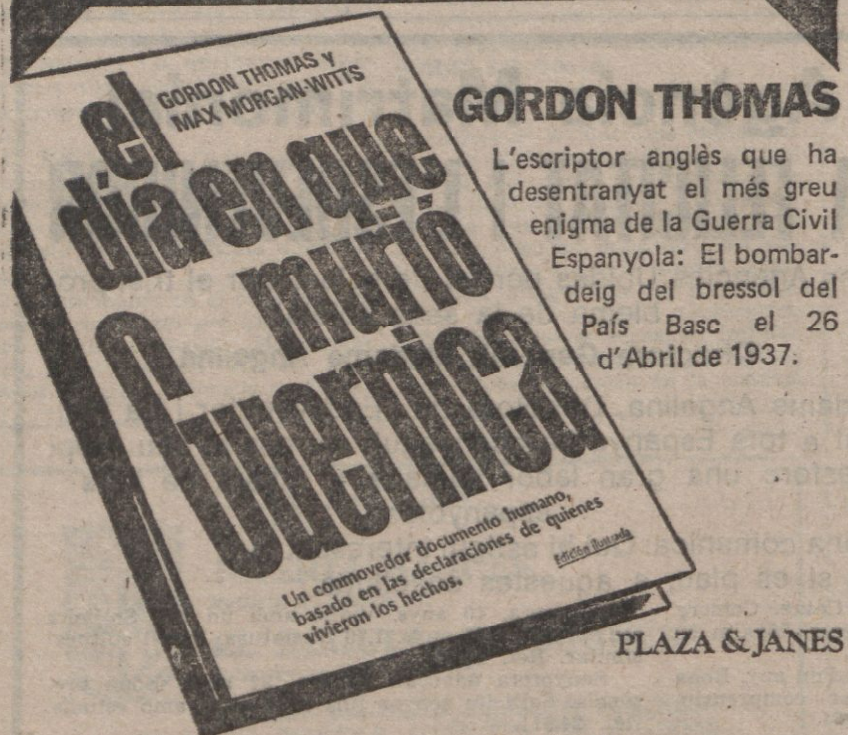 GORDON THOMAS y
MAX MORGAN-WITTS
el
día en que
murió
Guernica
Un conmovedor documento humano,
basado en las declaraciones de quienes
vivieron los hechos.
Edición ilustrada
GORDON THOMAS
L'escriptor anglès que ha
desentranyat el més greu
enigma de la Guerra Civil
Espanyola: El bombar-
deig del bressol del
País Basc el 26
d'Abril de 1937.
PLAZA & JANES